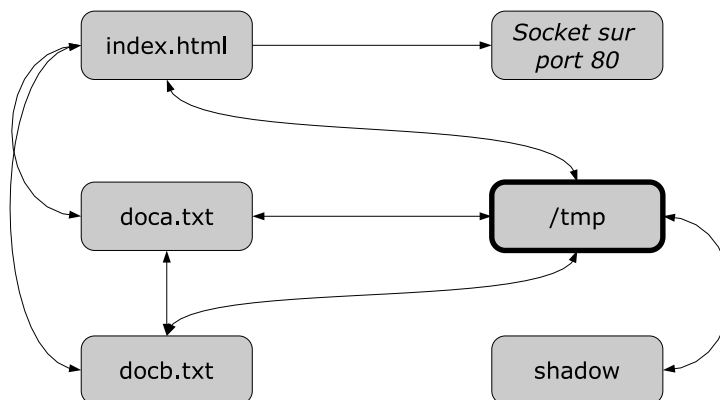 index.html
Socket sur
port 80
doca.txt
/tmp
docb.txt
shadow